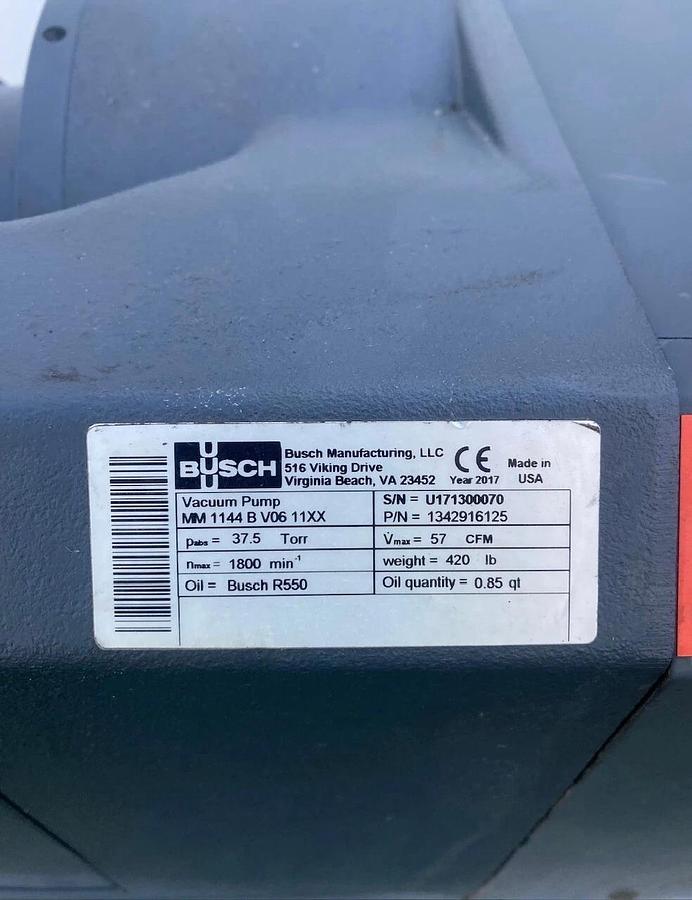 BUSCH
Busch Manufacturing, LLC
516 Viking Drive
Virginia Beach, VA 23452
CE
Year 2017
Made in
USA
Vacuum Pump
MM 1144 B V06 11XX
S/N = U171300070
P/N = 1342916125
pabs = 37.5 Torr
V̇max = 57 CFM
nmax = 1800 min⁻¹
weight = 420 lb
Oil = Busch R550
Oil quantity = 0.85 qt